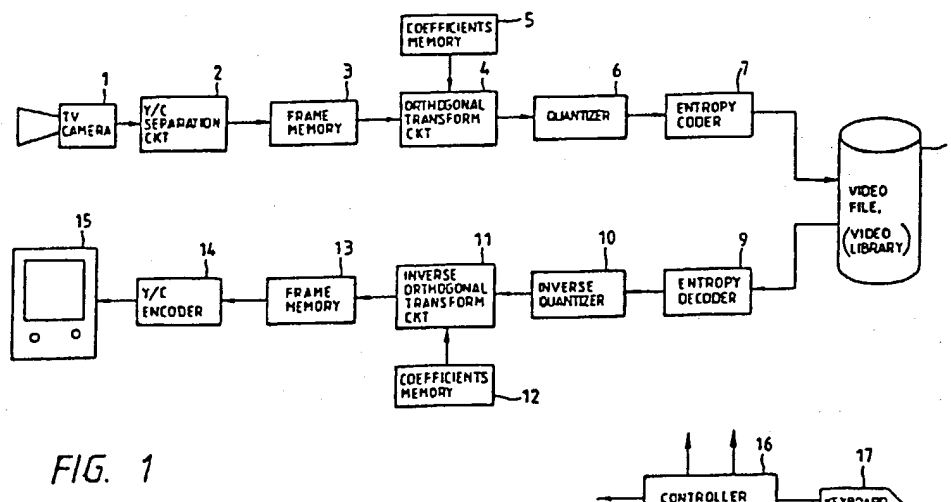 5
COEFFICIENTS
MEMORY
1
2
3
4
6
7
TV
CAMERA
Y/C
SEPARATION
CKT
FRAME
MEMORY
ORTHOGONAL
TRANSFORM
CKT
QUANTIZER
ENTROPY
CODER
VIDEO
FILE,
(VIDEO
LIBRARY)
15
14
13
11
10
9
Y/C
ENCODER
FRAME
MEMORY
INVERSE
ORTHOGONAL
TRANSFORM
CKT
INVERSE
QUANTIZER
ENTROPY
DECODER
COEFFICIENTS
MEMORY
12
FIG. 1
16
17
CONTROLLER
KEYBOARD